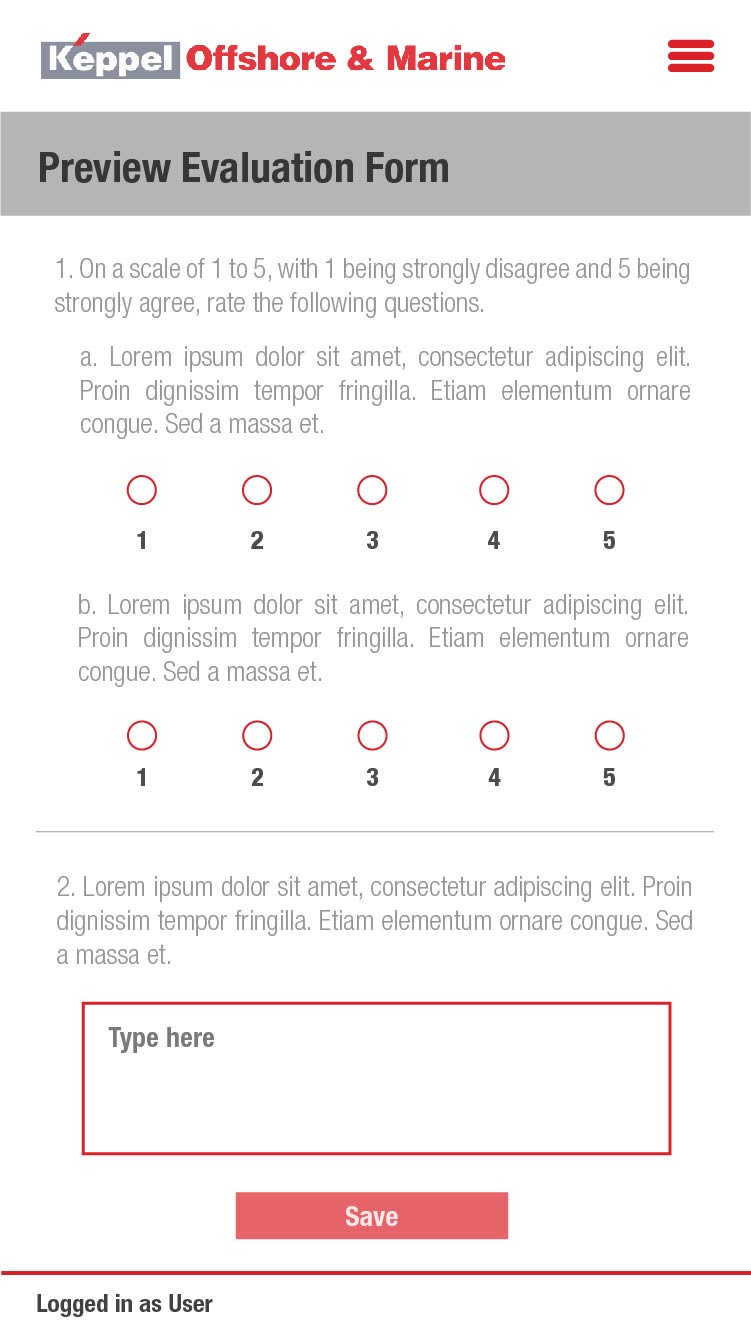 Keppel Offshore & Marine
Preview Evaluation Form
1. On a scale of 1 to 5, with 1 being strongly disagree and 5 being
strongly agree, rate the following questions.
a. Lorem ipsum dolor sit amet, consectetur adipiscing elit.
Proin dignissim tempor fringilla. Etiam elementum ornare
congue. Sed a massa et.
1 2 3 4 5
b. Lorem ipsum dolor sit amet, consectetur adipiscing elit.
Proin dignissim tempor fringilla. Etiam elementum ornare
congue. Sed a massa et.
1 2 3 4 5
2. Lorem ipsum dolor sit amet, consectetur adipiscing elit. Proin
dignissim tempor fringilla. Etiam elementum ornare congue. Sed
a massa et.
Type here
Save
Logged in as User